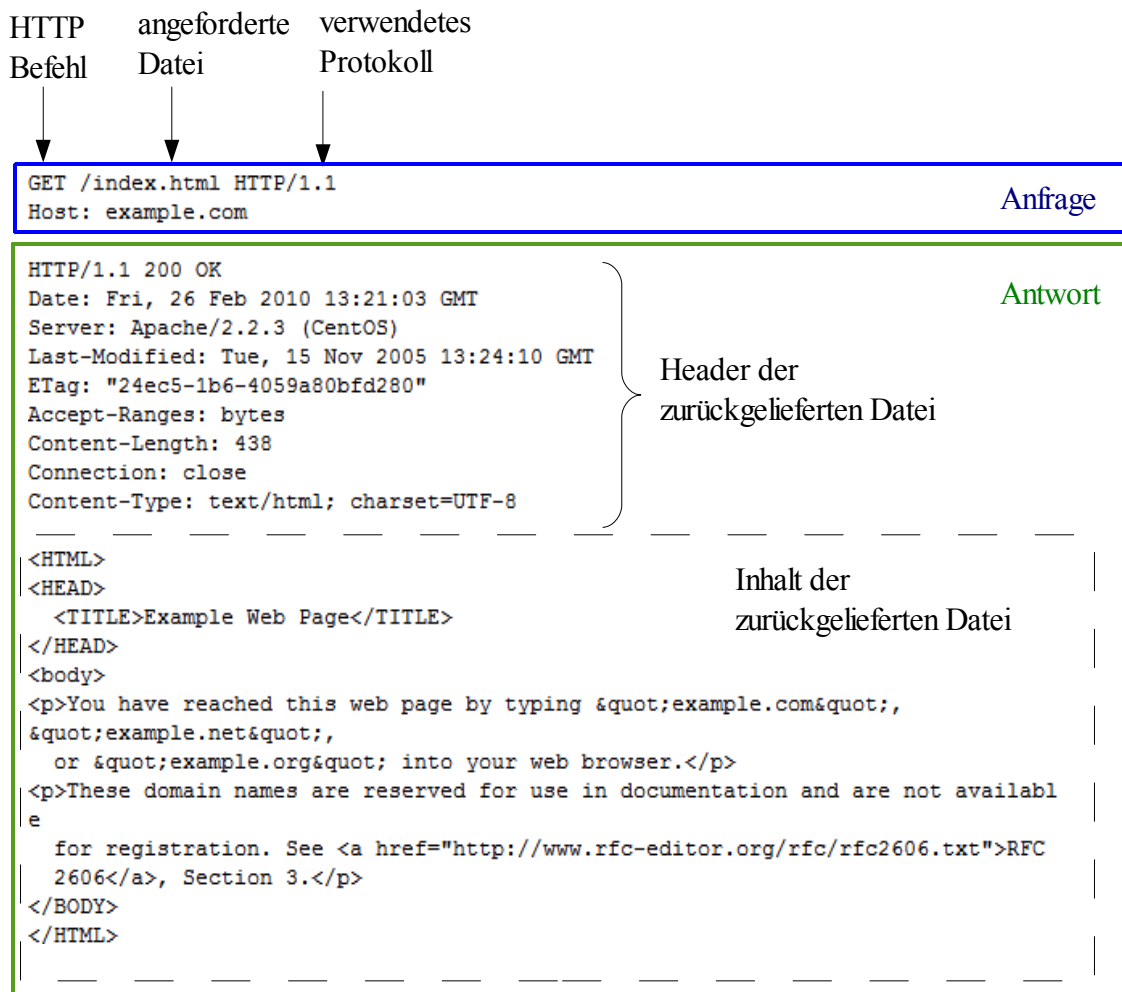 HTTP
Befehl
angeforderte
Datei
verwendetes
Protokoll
GET /index.html HTTP/1.1
Host: example.com
Anfrage
HTTP/1.1 200 OK
Date: Fri, 26 Feb 2010 13:21:03 GMT
Server: Apache/2.2.3 (CentOS)
Last-Modified: Tue, 15 Nov 2005 13:24:10 GMT
ETag: "24ec5-1b6-4059a80bfd280"
Accept-Ranges: bytes
Content-Length: 438
Connection: close
Content-Type: text/html; charset=UTF-8
Antwort
Header der
zurückgelieferten Datei
<HTML>
<HEAD>
  <TITLE>Example Web Page</TITLE>
</HEAD>
<body>
<p>You have reached this web page by typing &quot;example.com&quot;,
&quot;example.net&quot;,
  or &quot;example.org&quot; into your web browser.</p>
<p>These domain names are reserved for use in documentation and are not availabl
e
  for registration. See <a href="http://www.rfc-editor.org/rfc/rfc2606.txt">RFC
  2606</a>, Section 3.</p>
</BODY>
</HTML>
Inhalt der
zurückgelieferten Datei